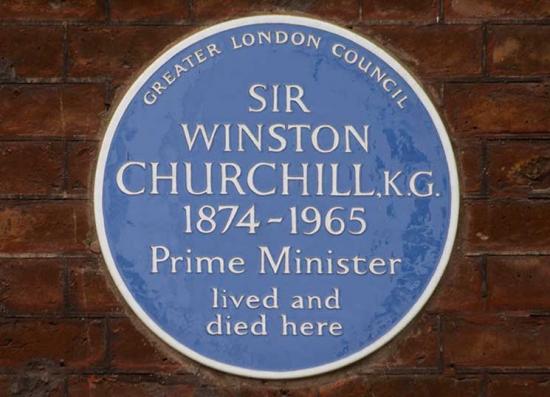 GREATER LONDON COUNCIL
SIR
WINSTON
CHURCHILL, K.G.
1874-1965
Prime Minister
lived and
died here